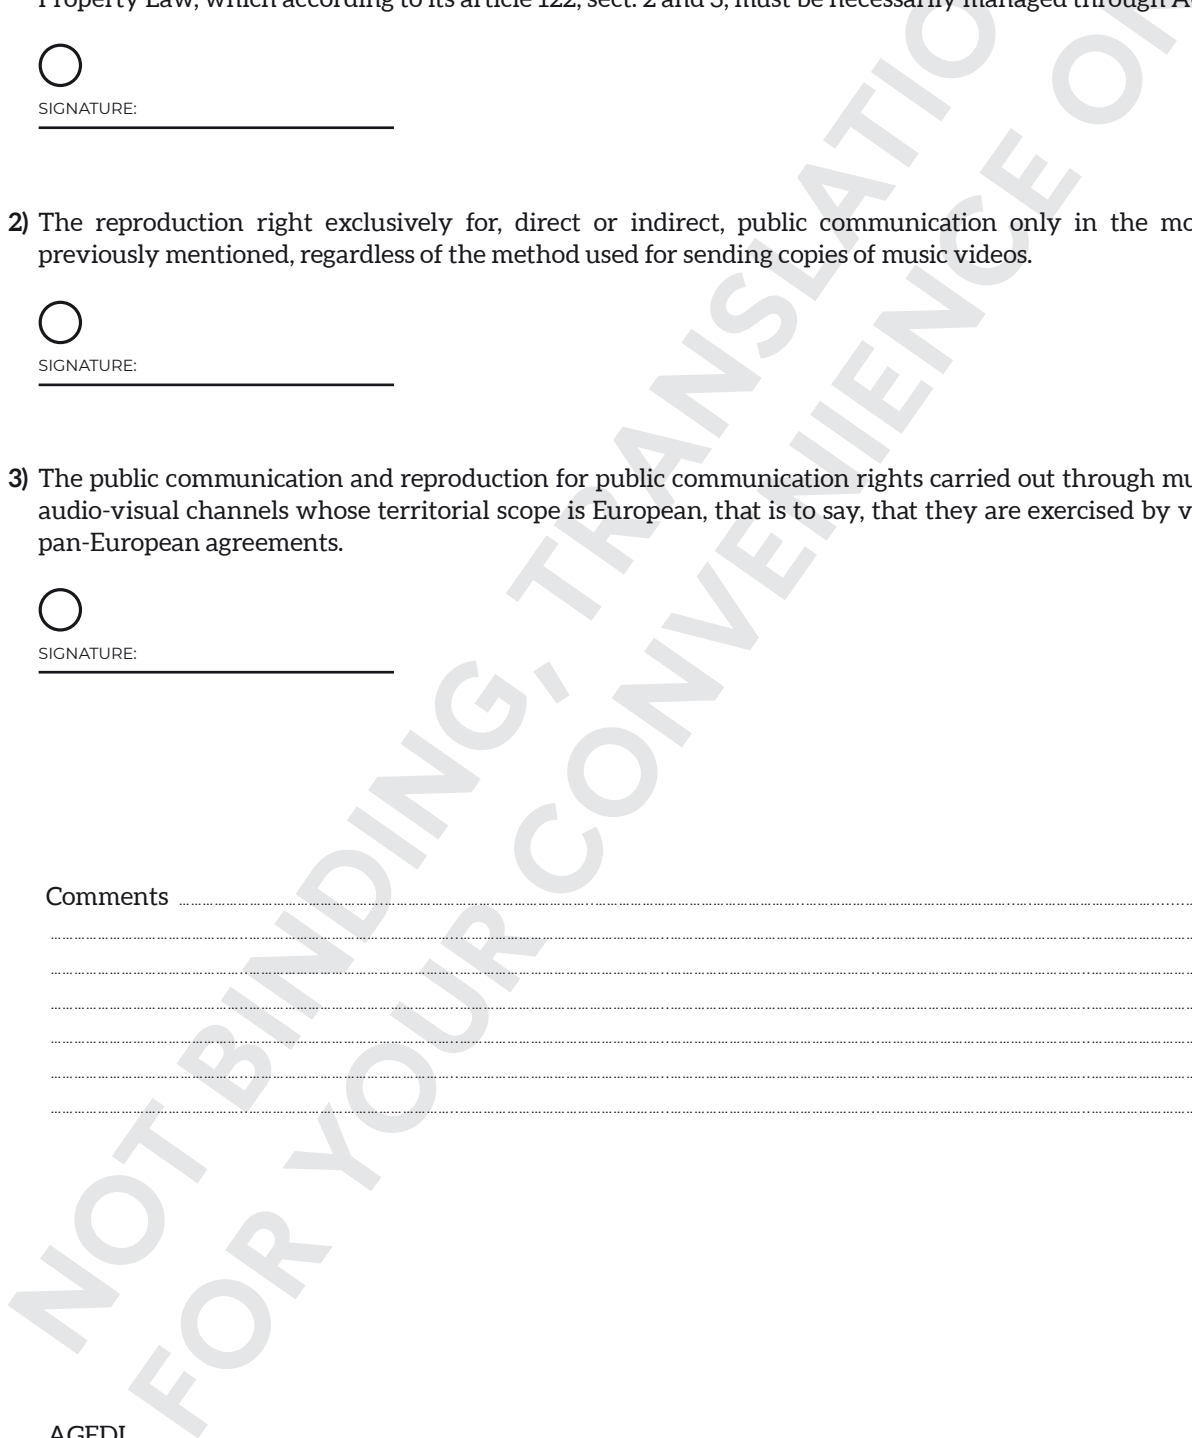 Property Law, which according to its article 122, sect. 2 and 3, must be necessarily managed through
SIGNATURE:
2) The reproduction right exclusively for, direct or indirect, public communication only in the
previously mentioned, regardless of the method used for sending copies of music videos.
SIGNATURE:
3) The public communication and reproduction for public communication rights carried out through
audio-visual channels whose territorial scope is European, that is to say, that they are exercised by
pan-European agreements.
SIGNATURE:
Comments
AGEDI
NOT BINDING, TRANSLATIO
FOR YOUR CONVENIENCE